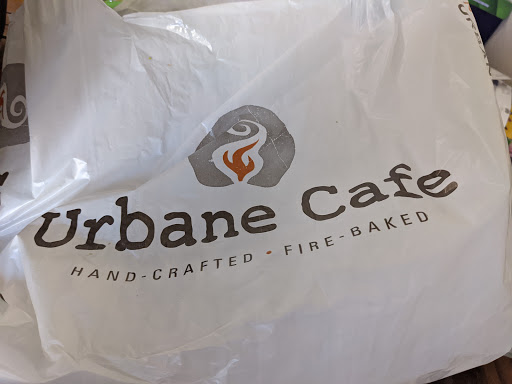 Urbane Cafe
HAND-CRAFTED • FIRE-BAKED